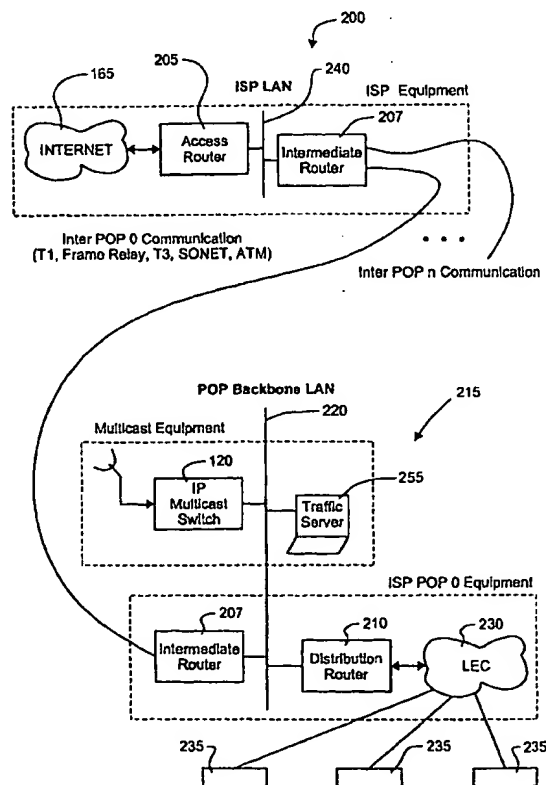 200
205
165
ISP LAN
240
ISP Equipment
207
INTERNET
Access
Router
Intermediate
Router
Inter POP 0 Communication
(T1, Framo Relay, T3, SONET, ATM)
• • •
Inter POP n Communication
POP Backbone LAN
220
215
Multicast Equipment
120
255
IP
Multicast
Switch
Traffic
Server
ISP POP 0 Equipment
207
210
230
Intermediate
Router
Distribution
Router
LEC
235
235
235